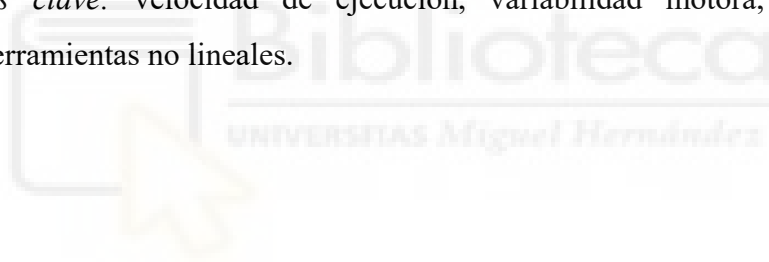 s clave: velocidad de ejecución, variabilidad motora,
erramientas no lineales.
Biblioteca
UNIVERSITAS Miguel Hernández